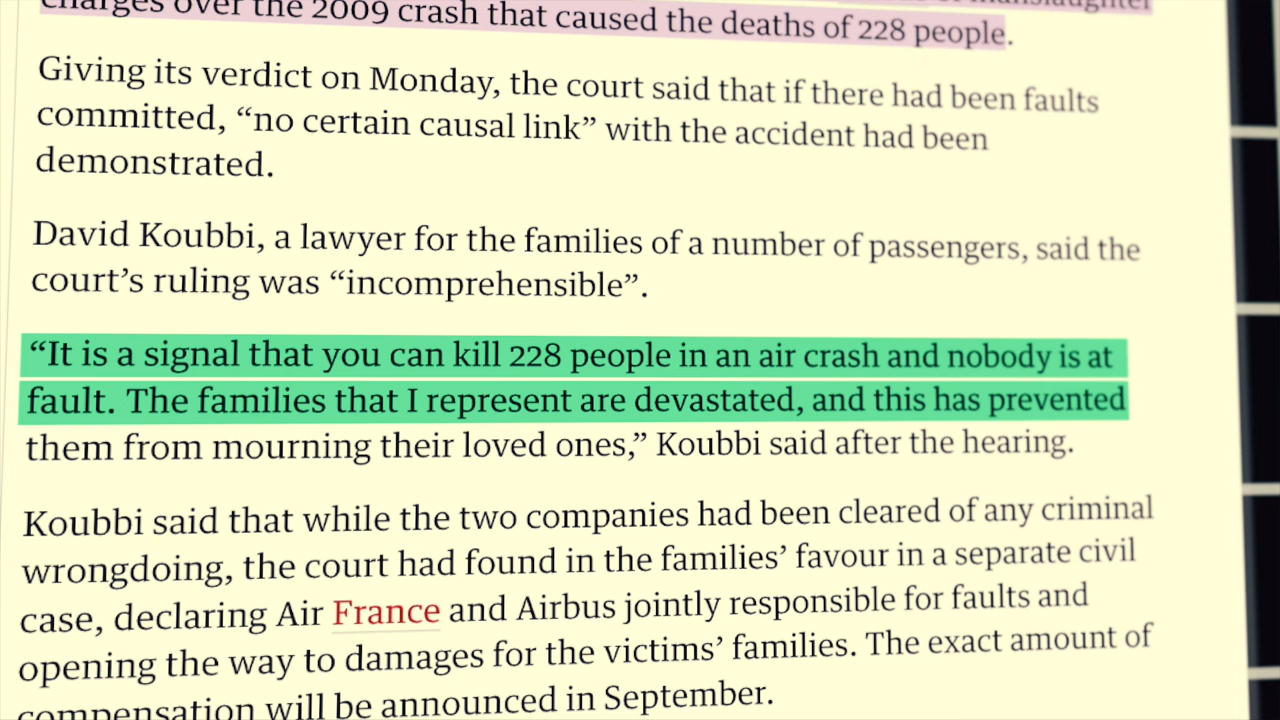 charges over the 2009 crash that caused the deaths of 228 people.
Giving its verdict on Monday, the court said that if there had been faults
committed, “no certain causal link” with the accident had been
demonstrated.
David Koubbi, a lawyer for the families of a number of passengers, said the
court’s ruling was “incomprehensible”.
“It is a signal that you can kill 228 people in an air crash and nobody is at
fault. The families that I represent are devastated, and this has prevented
them from mourning their loved ones,” Koubbi said after the hearing.
Koubbi said that while the two companies had been cleared of any criminal
wrongdoing, the court had found in the families’ favour in a separate civil
case, declaring Air France and Airbus jointly responsible for faults and
opening the way to damages for the victims’ families. The exact amount of
compensation will be announced in September.